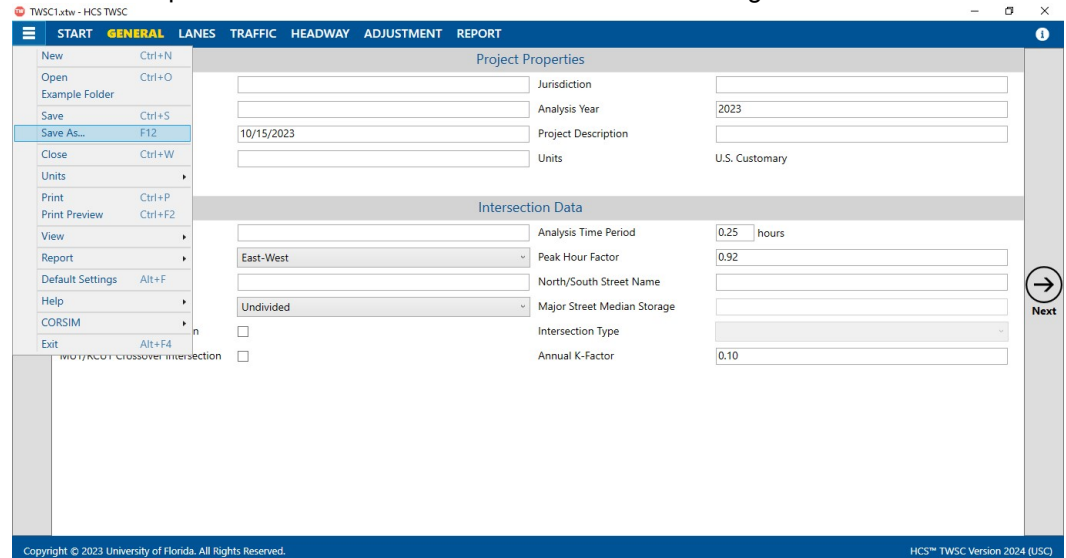 TWSC1.xtw - HCS TWSC
START GENERAL LANES TRAFFIC HEADWAY ADJUSTMENT REPORT
New Ctrl+N
Open Ctrl+O
Example Folder
Save Ctrl+S
Save As... F12
Close Ctrl+W
Units
Print Ctrl+P
Print Preview Ctrl+F2
View
Report
Default Settings Alt+F
Help
CORSIM
Exit Alt+F4
Project Properties
Jurisdiction
Analysis Year 2023
10/15/2023 Project Description
Units U.S. Customary
Intersection Data
Analysis Time Period 0.25 hours
East-West Peak Hour Factor 0.92
North/South Street Name
Undivided Major Street Median Storage
n Intersection Type
MUT/RCUT Crossover Intersection Annual K-Factor 0.10
Next
Copyright © 2023 University of Florida. All Rights Reserved. HCS™ TWSC Version 2024 (USC)